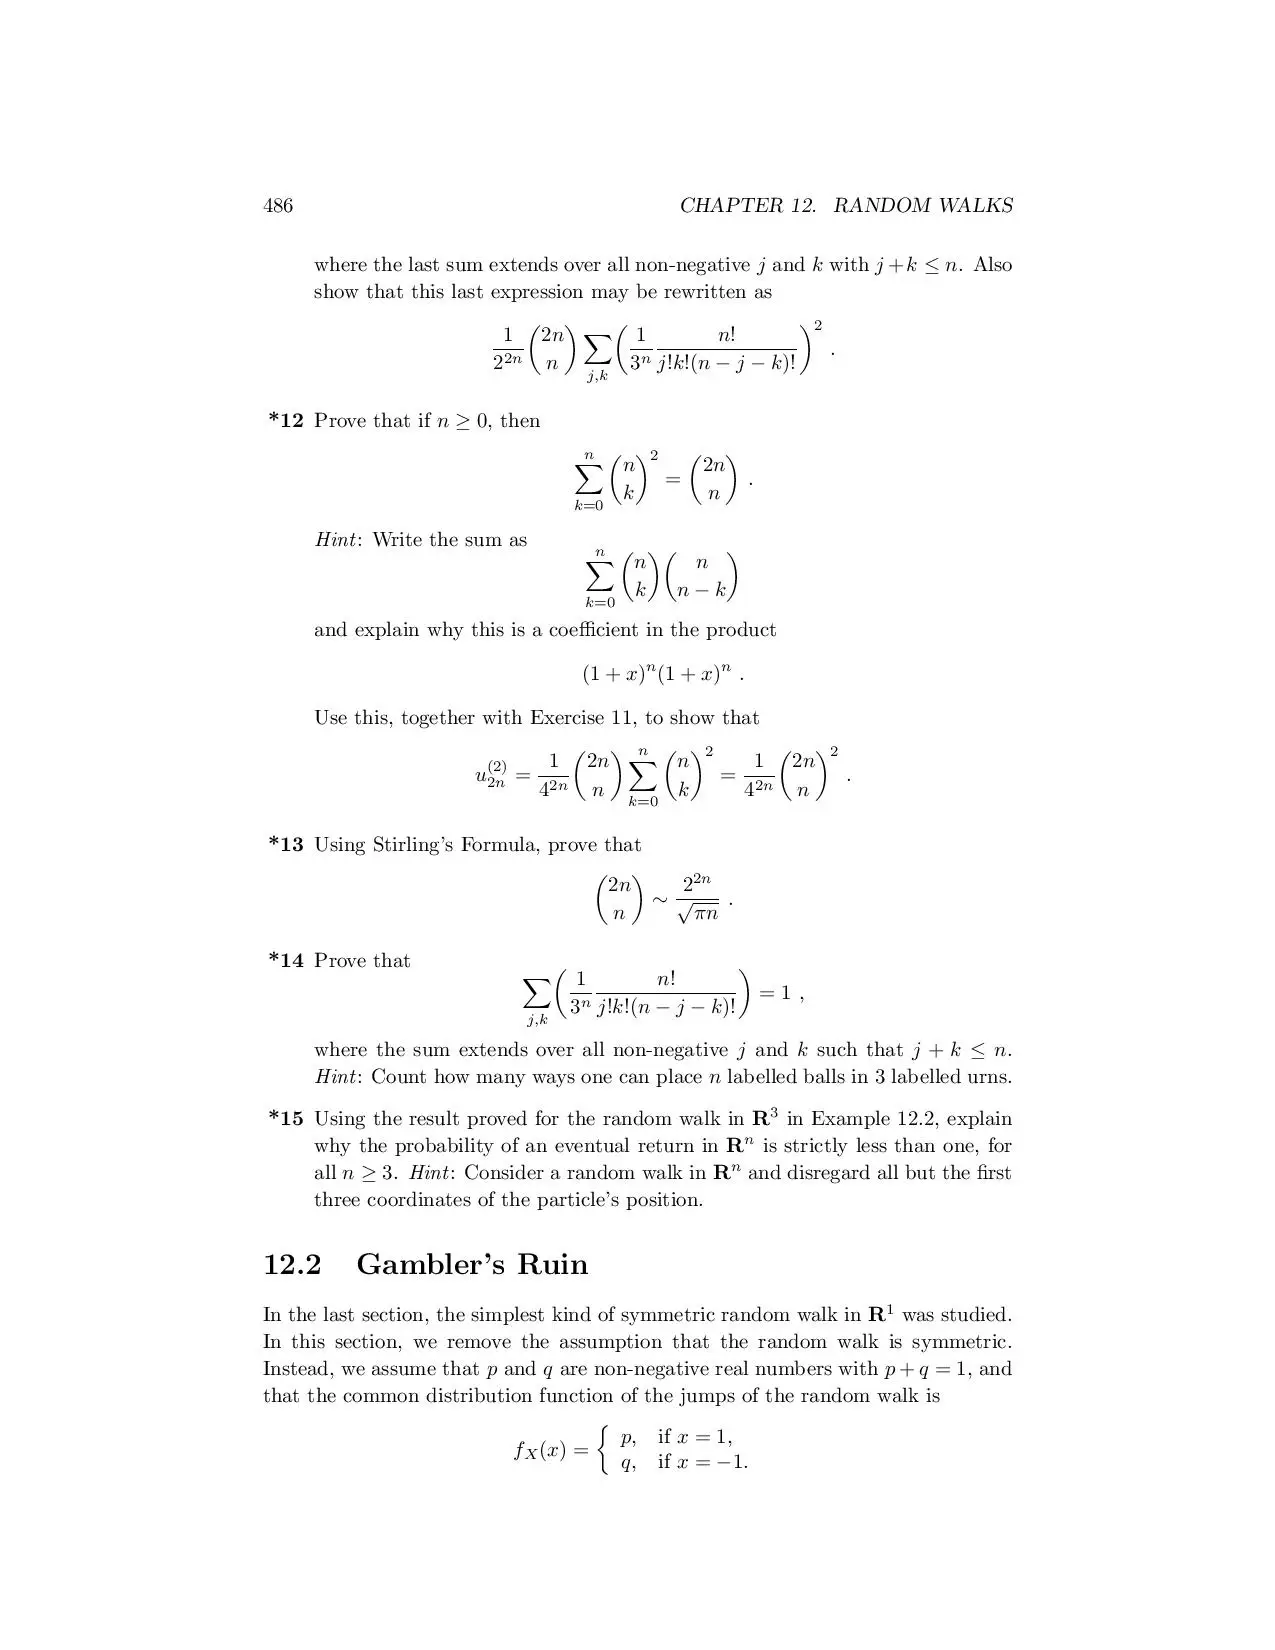 486 CHAPTER 12. RANDOM WALKS
where the last sum extends over all non-negative j and k with j + k ≤ n. Also
show that this last expression may be rewritten as
\frac{1}{2^{2n}} \binom{2n}{n} \sum_{j,k} \left( \frac{1}{3^n} \frac{n!}{j!k!(n-j-k)!} \right)^2 .
*12 Prove that if n ≥ 0, then
\sum_{k=0}^{n} \binom{n}{k}^2 = \binom{2n}{n} .
Hint: Write the sum as
\sum_{k=0}^{n} \binom{n}{k} \binom{n}{n-k}
and explain why this is a coefficient in the product
(1 + x)^n (1 + x)^n .
Use this, together with Exercise 11, to show that
u_{2n}^{(2)} = \frac{1}{4^{2n}} \binom{2n}{n} \sum_{k=0}^{n} \binom{n}{k}^2 = \frac{1}{4^{2n}} \binom{2n}{n}^2 .
*13 Using Stirling's Formula, prove that
\binom{2n}{n} \sim \frac{2^{2n}}{\sqrt{\pi n}} .
*14 Prove that
\sum_{j,k} \left( \frac{1}{3^n} \frac{n!}{j!k!(n-j-k)!} \right) = 1 ,
where the sum extends over all non-negative j and k such that j + k ≤ n.
Hint: Count how many ways one can place n labelled balls in 3 labelled urns.
*15 Using the result proved for the random walk in R^3 in Example 12.2, explain
why the probability of an eventual return in R^n is strictly less than one, for
all n ≥ 3. Hint: Consider a random walk in R^n and disregard all but the first
three coordinates of the particle's position.
12.2 Gambler's Ruin
In the last section, the simplest kind of symmetric random walk in R^1 was studied.
In this section, we remove the assumption that the random walk is symmetric.
Instead, we assume that p and q are non-negative real numbers with p + q = 1, and
that the common distribution function of the jumps of the random walk is
f_X(x) = \begin{cases} p, & \text{if } x = 1, \\ q, & \text{if } x = -1. \end{cases}